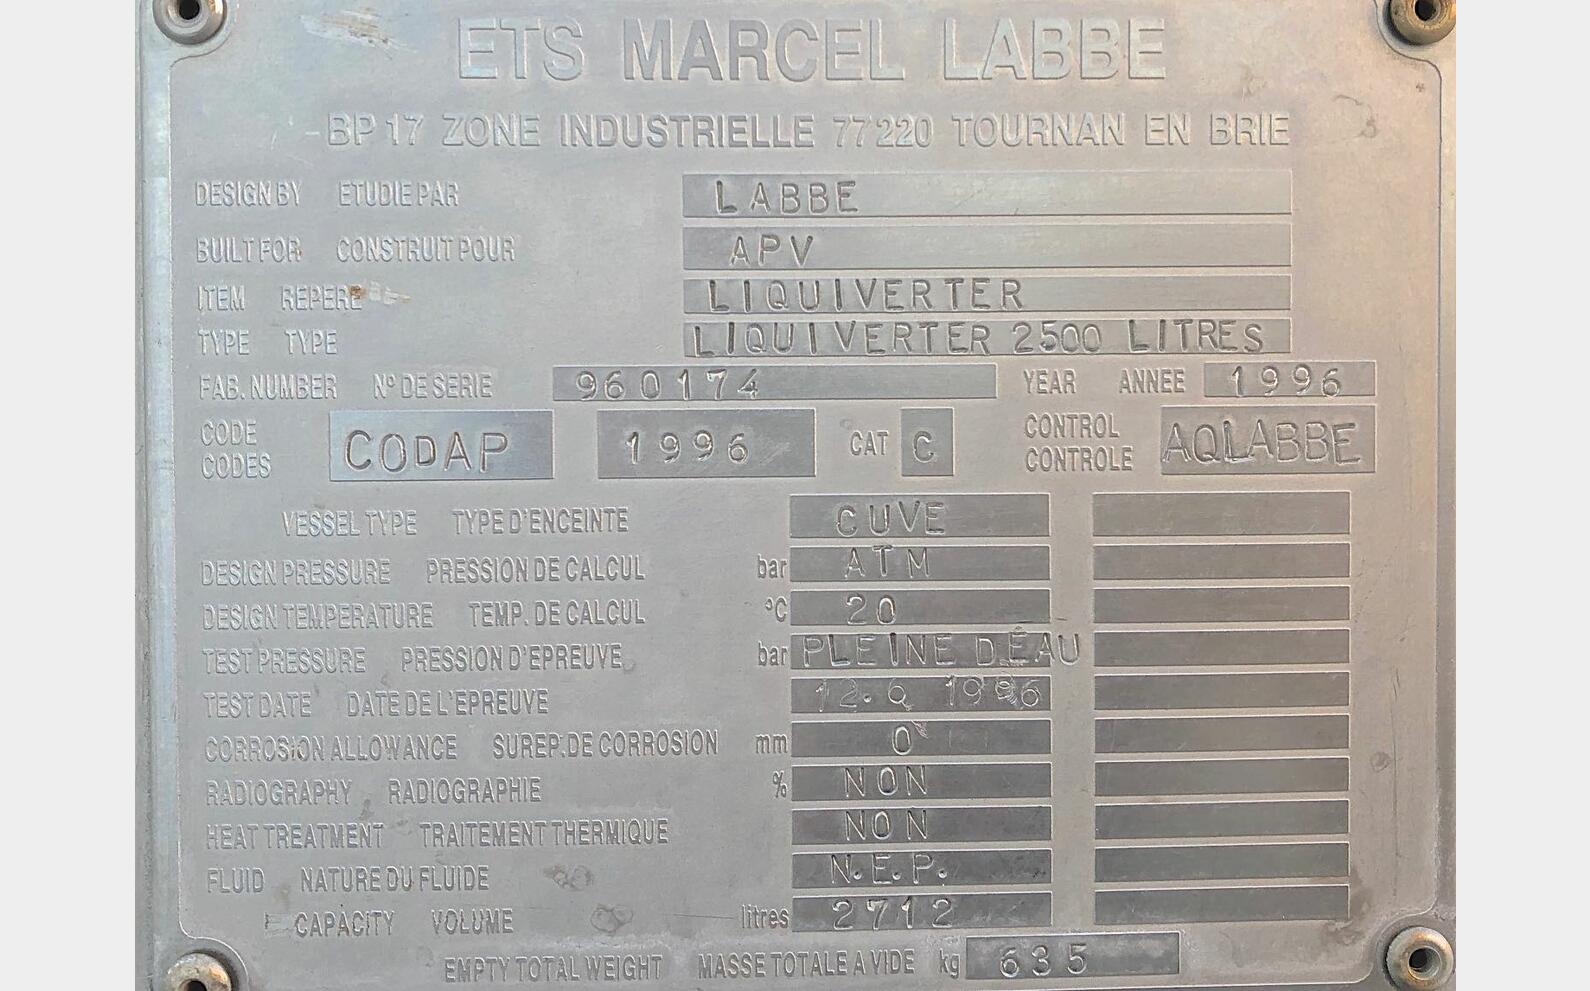 ETS MARCEL LABBE
BP 17 ZONE INDUSTRIELLE 77220 TOURNAN EN BRIE
DESIGN BY ETUDIE PAR LABBE
BUILT FOR CONSTRUIT POUR APV
ITEM REPERE LIQUIVERTER
TYPE TYPE LIQUIVERTER 2500 LITRES
FAB. NUMBER N° DE SERIE 960174 YEAR ANNEE 1996
CODE CODES CODAP 1996 CAT C CONTROL CONTROLE AQLABBE
VESSEL TYPE TYPE D'ENCEINTE CUVE
DESIGN PRESSURE PRESSION DE CALCUL bar ATM
DESIGN TEMPERATURE TEMP. DE CALCUL °C 20
TEST PRESSURE PRESSION D'EPREUVE bar PLEINE D'EAU
TEST DATE DATE DE L'EPREUVE 12.6 1996
CORROSION ALLOWANCE SUREP. DE CORROSION mm 0
RADIOGRAPHY RADIOGRAPHIE % NON
HEAT TREATMENT TRAITEMENT THERMIQUE NON
FLUID NATURE DU FLUIDE N.E.P.
CAPACITY VOLUME litres 2712
EMPTY TOTAL WEIGHT MASSE TOTALE A VIDE kg 635